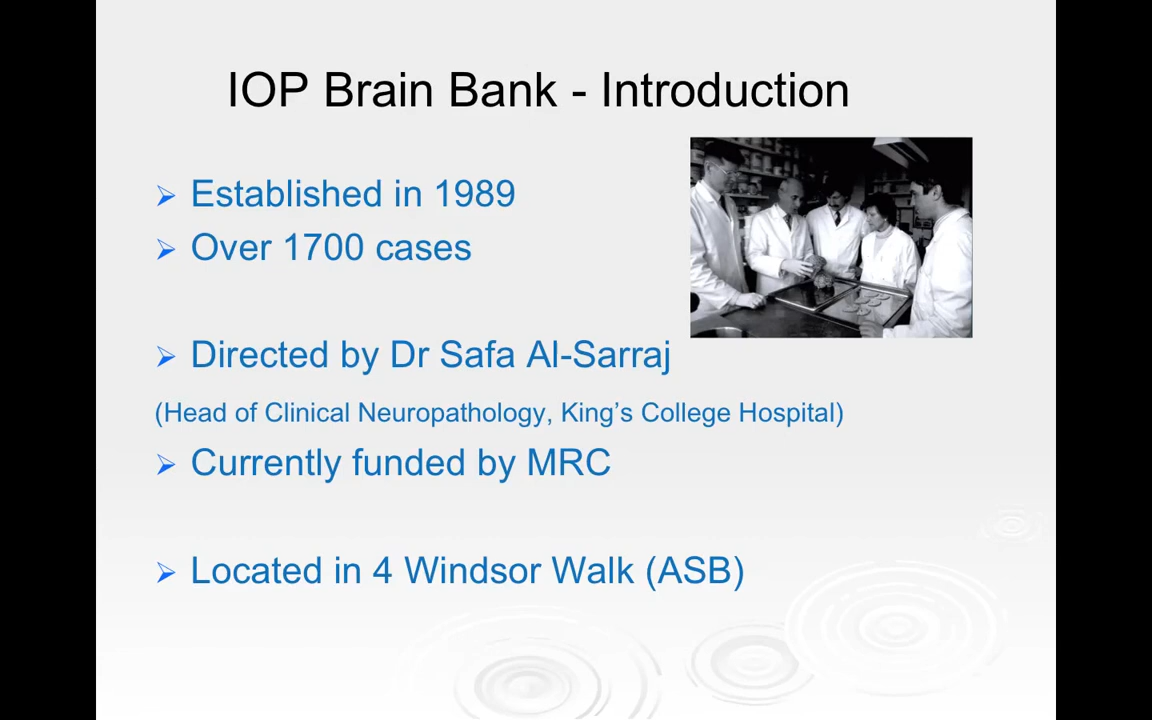 IOP Brain Bank - Introduction
Established in 1989
Over 1700 cases
Directed by Dr Safa Al-Sarraj
(Head of Clinical Neuropathology, King’s College Hospital)
Currently funded by MRC
Located in 4 Windsor Walk (ASB)